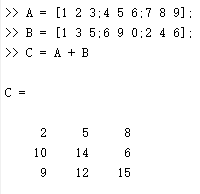 >> A = [1 2 3;4 5 6;7 8 9];
>> B = [1 3 5;6 9 0;2 4 6];
>> C = A + B
C =
2 5 8
10 14 6
9 12 15